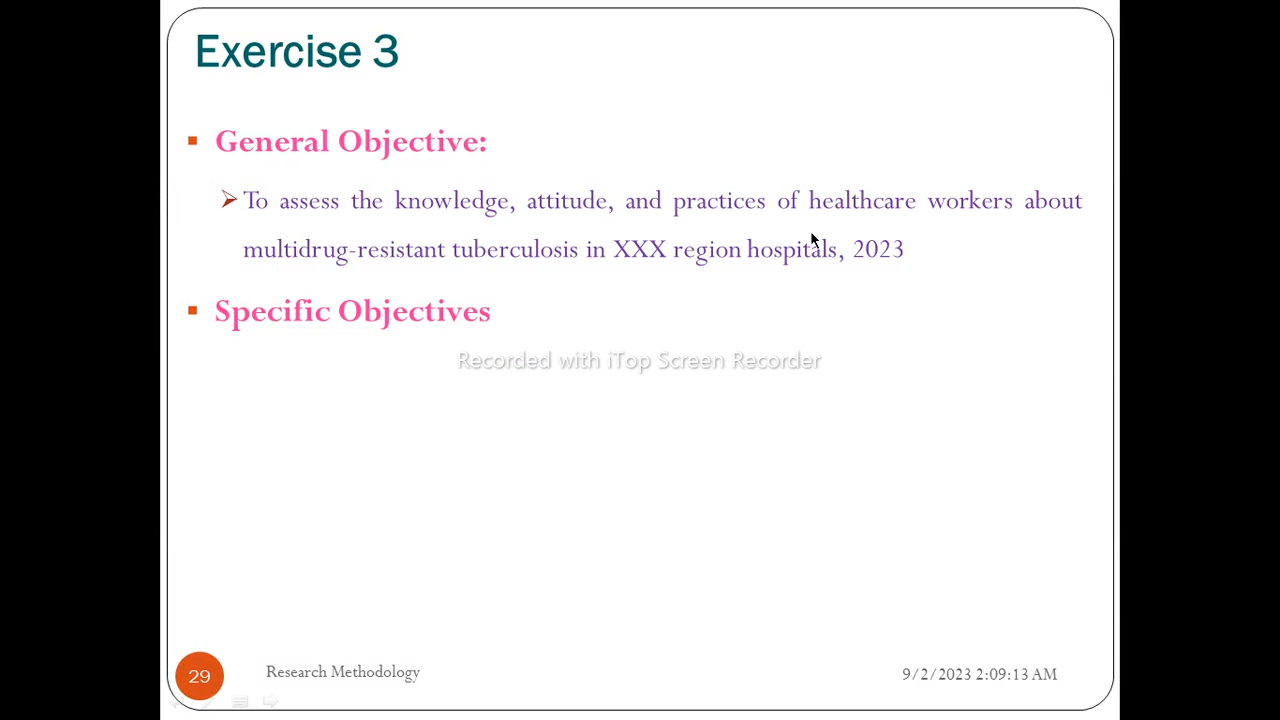 Exercise 3
General Objective:
To assess the knowledge, attitude, and practices of healthcare workers about
multidrug-resistant tuberculosis in XXX region hospitals, 2023
Specific Objectives
Recorded with iTop Screen Recorder
29
Research Methodology
9/2/2023 2:09:13 AM